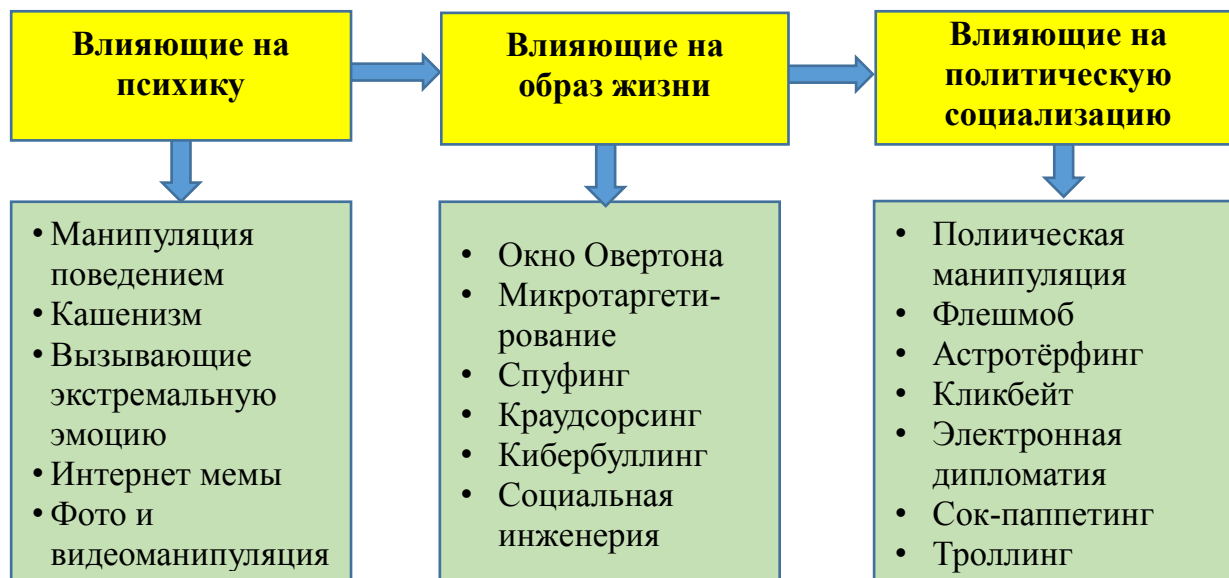 Влияющие на
психику
Влияющие на
образ жизни
Влияющие на
политическую
социализацию
• Манипуляция
поведением
• Кашенизм
• Вызывающие
экстремальную
эмоцию
• Интернет мемы
• Фото и
видеоманипуляция
• Окно Овертона
• Микротаргети-
рование
• Спуфинг
• Краудсорсинг
• Кибербуллинг
• Социальная
инженерия
• Полиическая
манипуляция
• Флешмоб
• Астротёрфинг
• Кликбейт
• Электронная
дипломатия
• Сок-паппетинг
• Троллинг